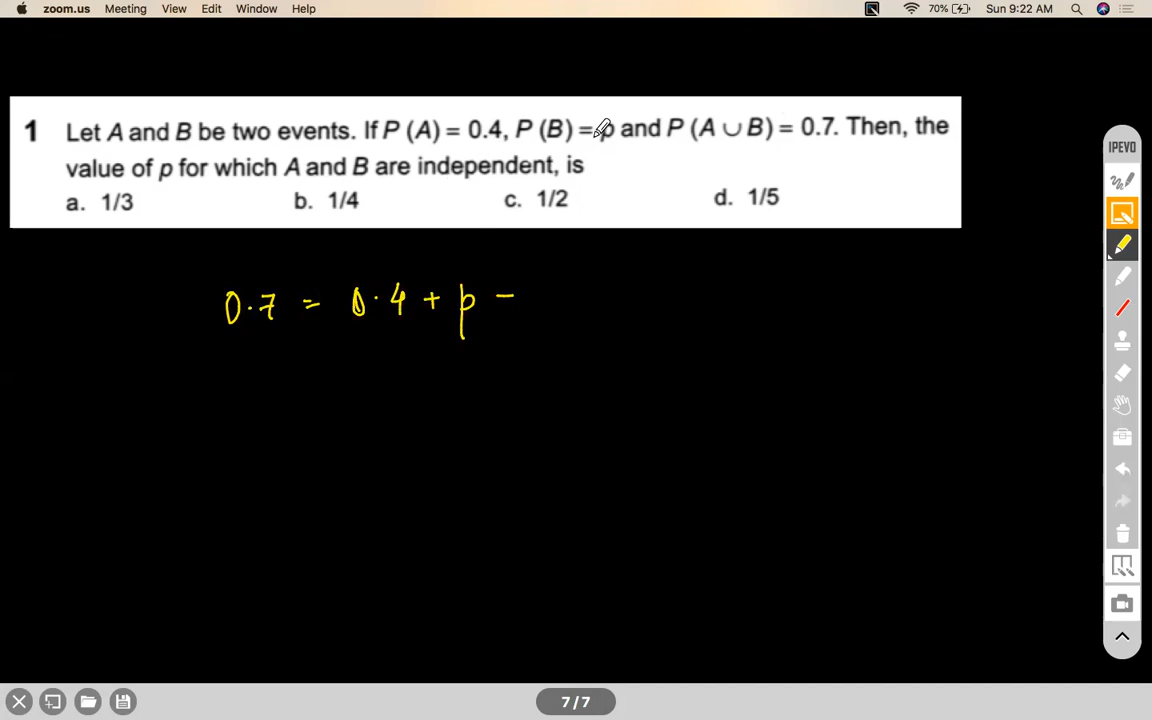 zoom.us Meeting View Edit Window Help 70% Sun 9:22 AM
1 Let A and B be two events. If P (A) = 0.4, P (B) = p and P (A ∪ B) = 0.7. Then, the
value of p for which A and B are independent, is
a. 1/3 b. 1/4 c. 1/2 d. 1/5
IPEVO
0.7 = 0.4 + p -
7 / 7